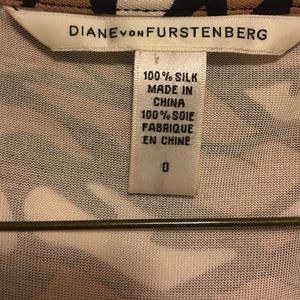 DIANE von FURSTENBERG
100% SILK
MADE IN
CHINA
100% SOIE
FABRIQUE
EN CHINE
0